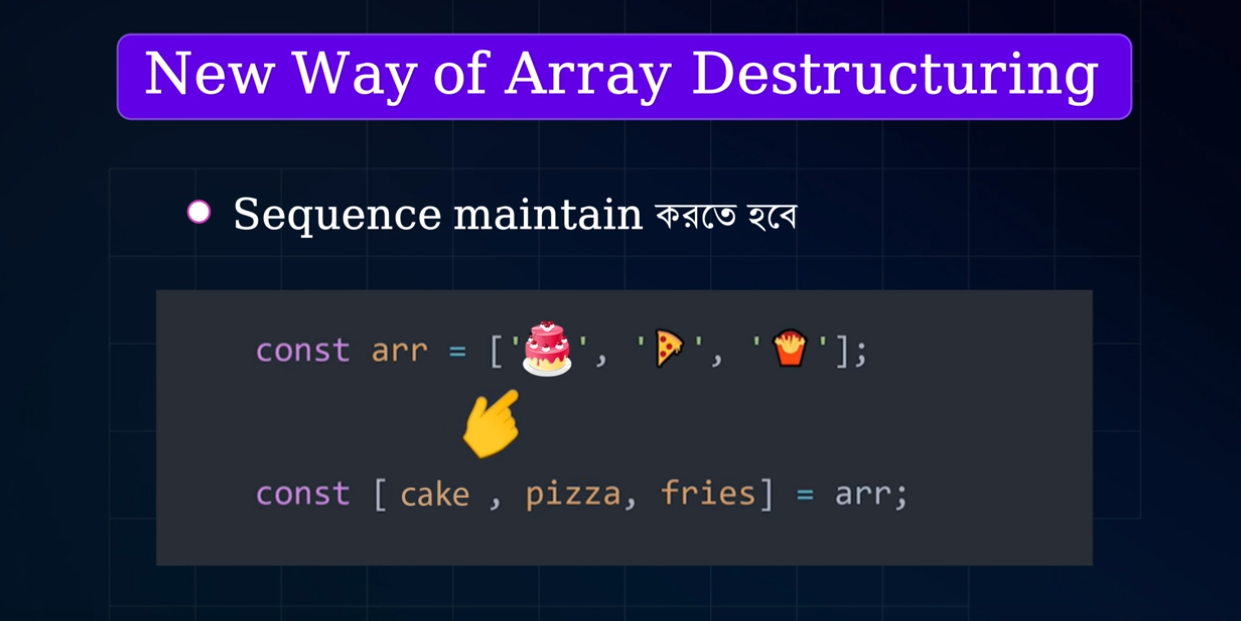 New Way of Array Destructuring
Sequence maintain করতে হবে
const arr = ['🎂', '🍕', '🍟'];
const [ cake , pizza, fries] = arr;